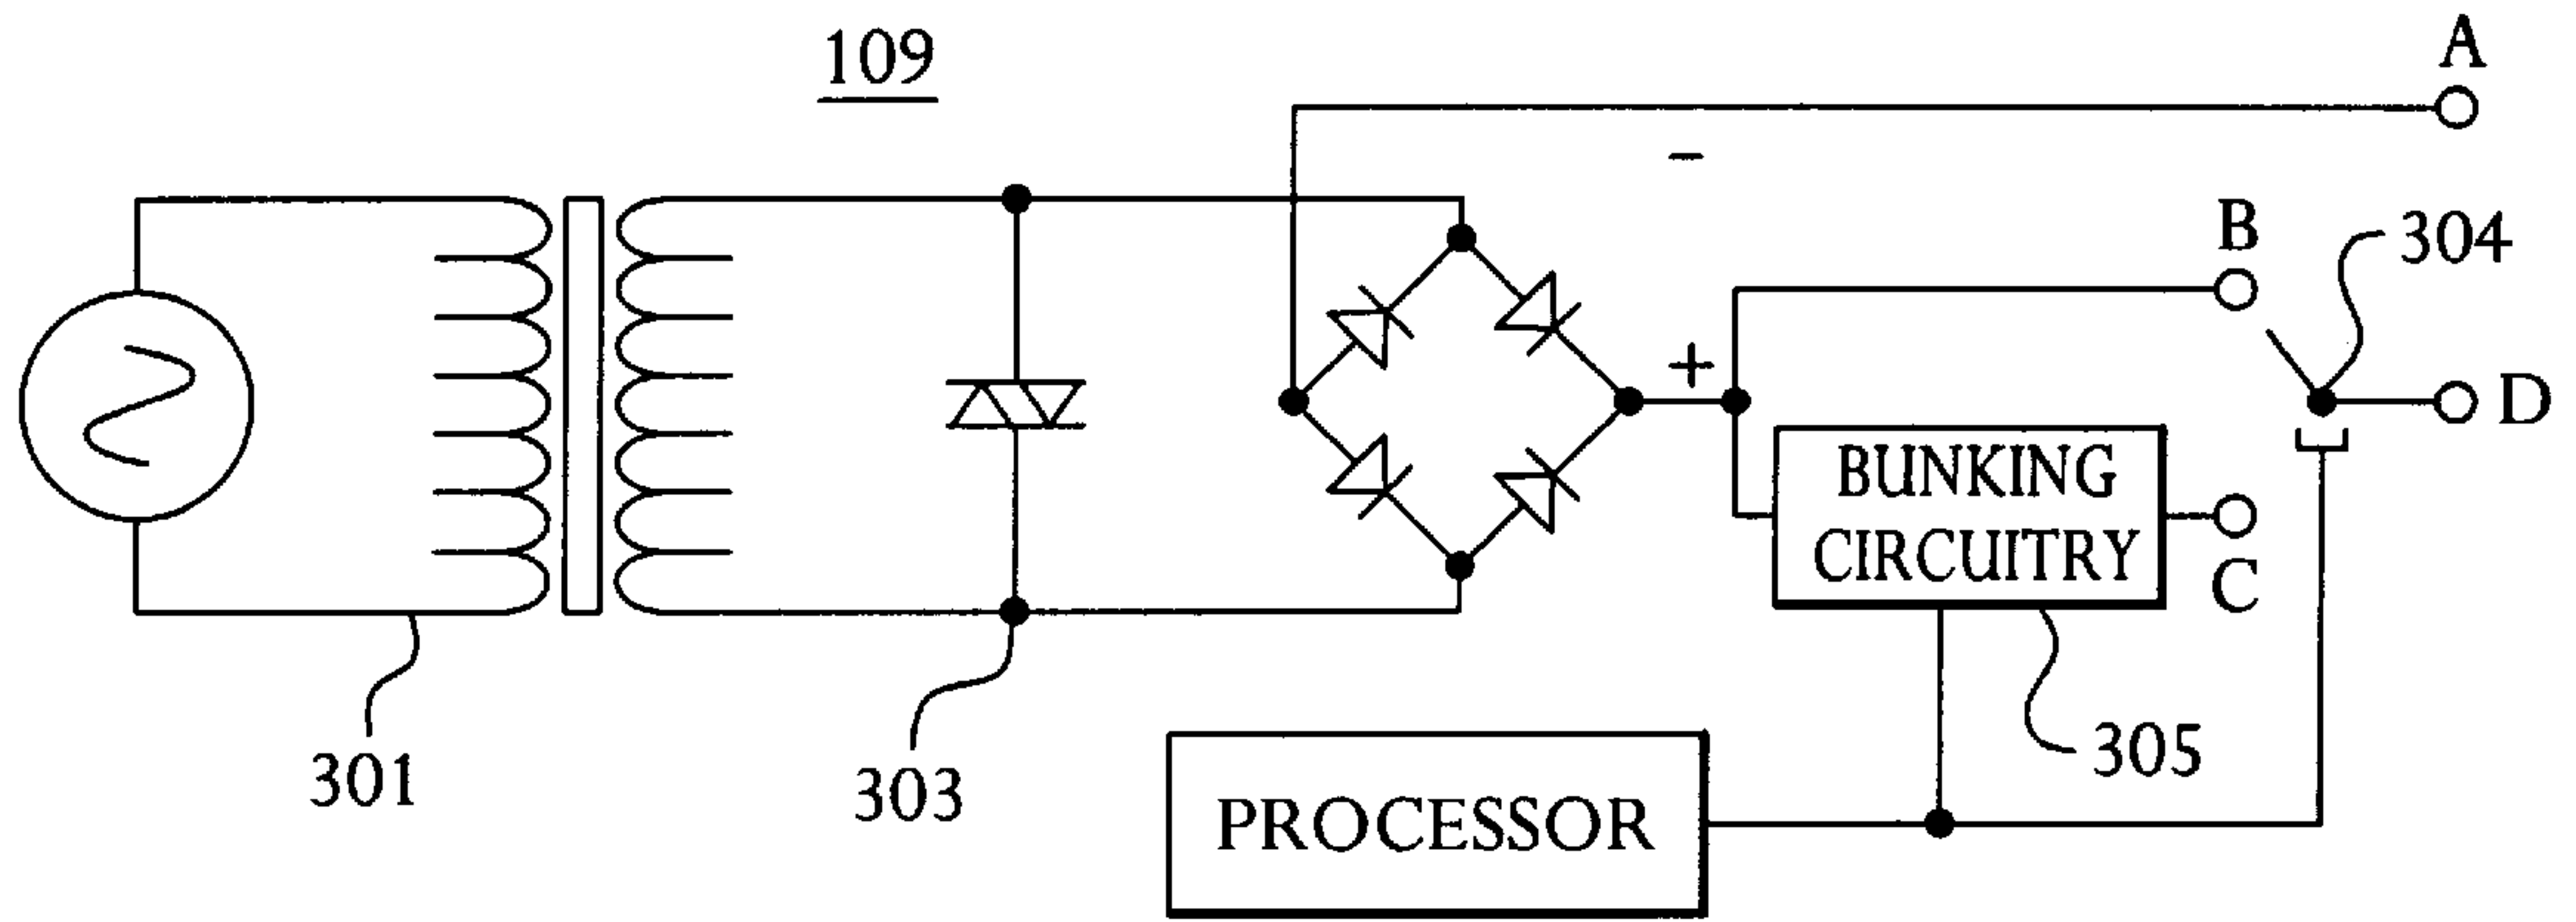 109
A
-
B
304
+
D
BUNKING
CIRCUITRY
C
301
303
305
PROCESSOR